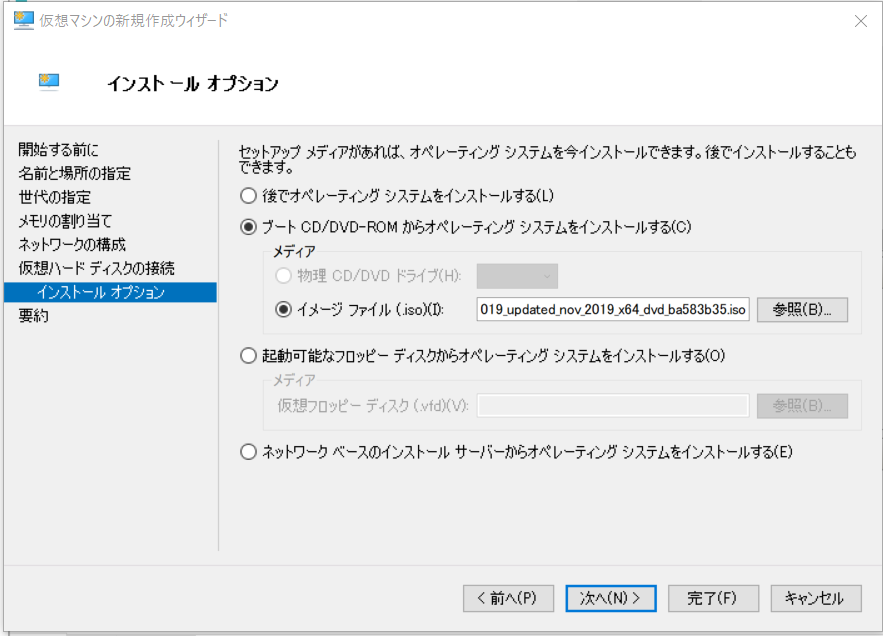 仮想マシンの新規作成ウィザード
インストール オプション
開始する前に
名前と場所の指定
世代の指定
メモリの割り当て
ネットワークの構成
仮想ハード ディスクの接続
インストール オプション
要約
セットアップ メディアがあれば、オペレーティング システムを今インストールできます。後でインストールすることも
できます。
後でオペレーティング システムをインストールする(L)
ブート CD/DVD-ROM からオペレーティング システムをインストールする(C)
メディア
物理 CD/DVD ドライブ(H):
イメージ ファイル (.iso)(I): 019_updated_nov_2019_x64_dvd_ba583b35.iso 参照(B)...
起動可能なフロッピー ディスクからオペレーティング システムをインストールする(O)
メディア
仮想フロッピー ディスク (.vfd)(V): 参照(B)...
ネットワーク ベースのインストール サーバーからオペレーティング システムをインストールする(E)
< 前へ(P) 次へ(N) > 完了(F) キャンセル